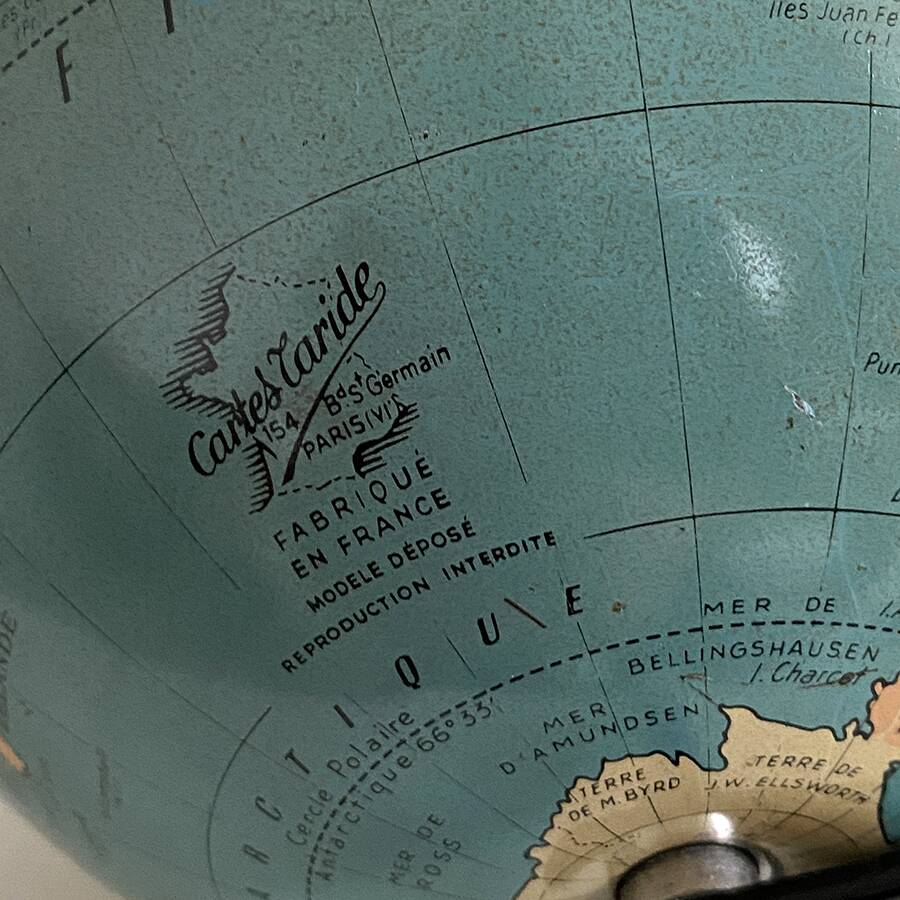 F
Iles Juan Fe
(Ch.)
Cartes Taride
154 Bd St Germain
PARIS (VI)
FABRIQUÉ
EN FRANCE
MODELE DÉPOSÉ
REPRODUCTION INTERDITE
Pun
ARCTIQUE
MER DE
BELLINGSHAUSEN
I. Charcot
Cercle Polaire
Antarctique 66° 33'
MER
D'AMUNDSEN
TERRE
DE M. BYRD
TERRE DE
J.W. ELLSWORTH
MER DE
ROSS